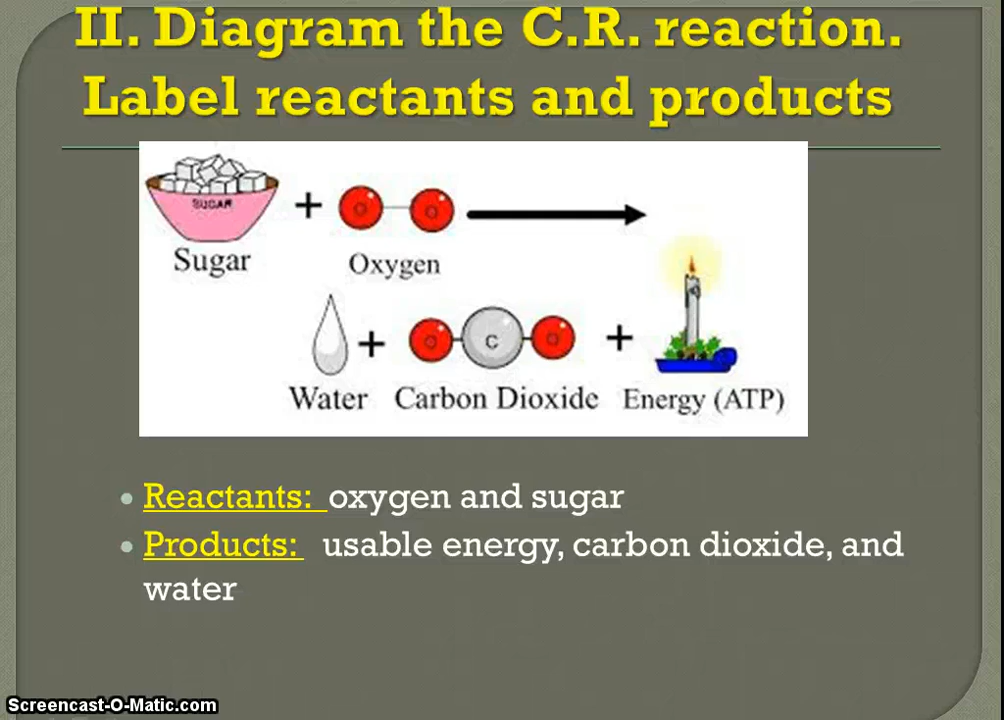 II. Diagram the C.R. reaction.
Label reactants and products
SUGAR
+ O O
Sugar Oxygen
+ O C O +
Water Carbon Dioxide Energy (ATP)
• Reactants: oxygen and sugar
• Products: usable energy, carbon dioxide, and
water
Screencast-O-Matic.com